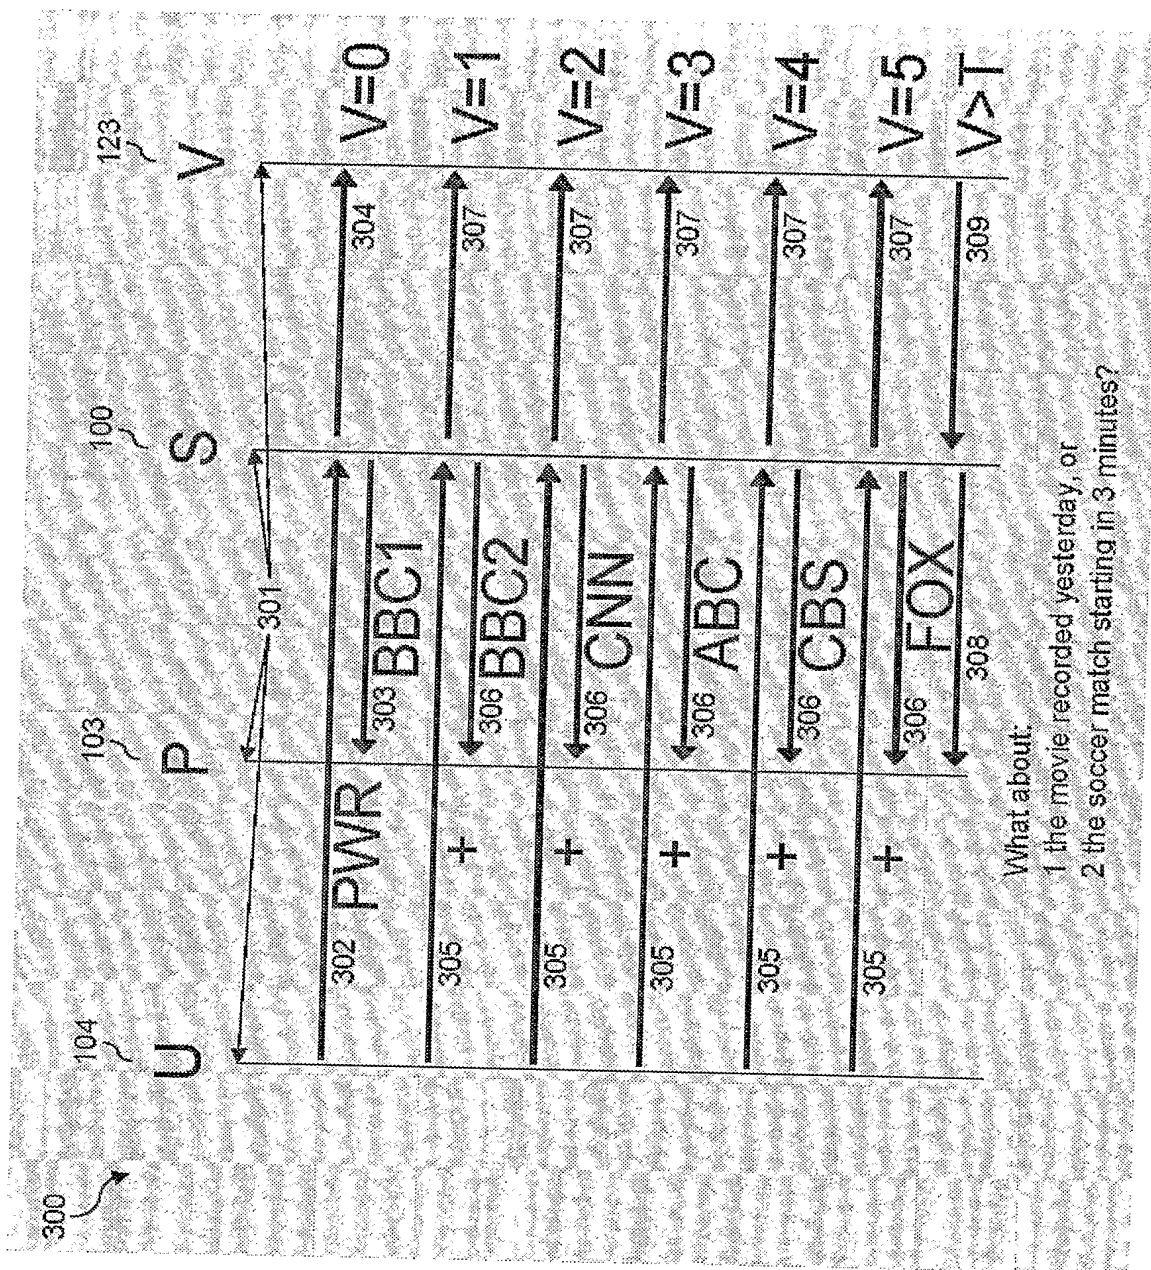 300
104 103 100 123
U P S V
301
302 PWR 304 V=0
303 BBC1
305 + 307 V=1
306 BBC2
305 + 307 V=2
306 CNN
305 + 307 V=3
306 ABC
305 + 307 V=4
306 CBS
305 + 307 V=5
306 FOX
308 309 V>T
What about:
1 the movie recorded yesterday, or
2 the soccer match starting in 3 minutes?